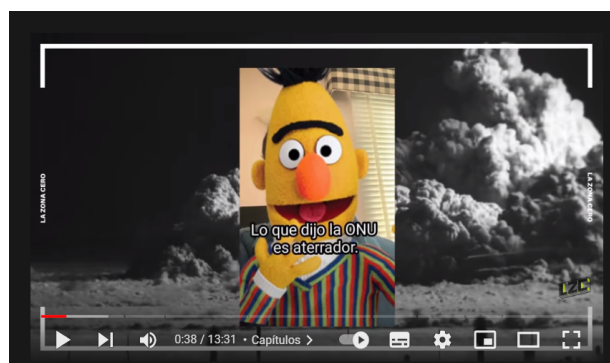 LA ZONA CERO
LA ZONA CERO
Lo que dijo la ONU
es aterrador.
LZC
0:38 / 13:31 • Capítulos >